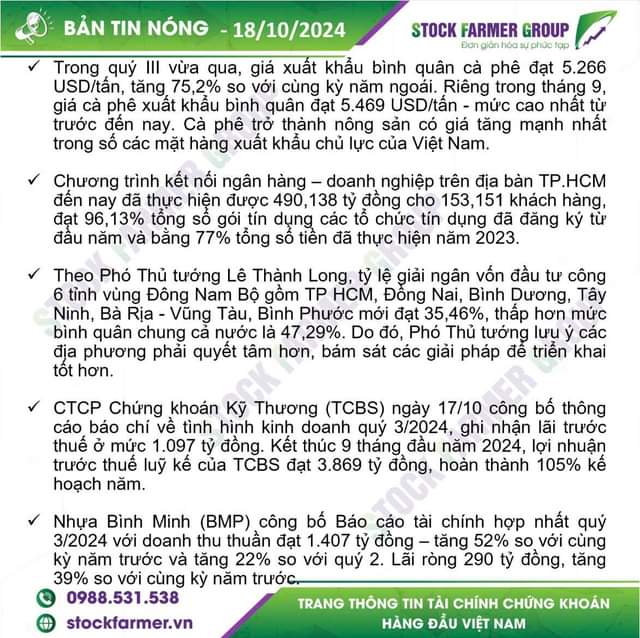 BẢN TIN NÓNG - 18/10/2024
STOCK FARMER GROUP
Đơn giản hóa sự phức tạp
✓ Trong quý III vừa qua, giá xuất khẩu bình quân cà phê đạt 5.266
USD/tấn, tăng 75,2% so với cùng kỳ năm ngoái. Riêng trong tháng 9,
giá cà phê xuất khẩu bình quân đạt 5.469 USD/tấn - mức cao nhất từ
trước đến nay. Cà phê trở thành nông sản có giá tăng mạnh nhất
trong số các mặt hàng xuất khẩu chủ lực của Việt Nam.
✓ Chương trình kết nối ngân hàng – doanh nghiệp trên địa bàn TP.HCM
đến nay đã thực hiện được 490,138 tỷ đồng cho 153,151 khách hàng,
đạt 96,13% tổng số gói tín dụng các tổ chức tín dụng đã đăng ký từ
đầu năm và bằng 77% tổng số tiền đã thực hiện năm 2023.
✓ Theo Phó Thủ tướng Lê Thành Long, tỷ lệ giải ngân vốn đầu tư công
6 tỉnh vùng Đông Nam Bộ gồm TP HCM, Đồng Nai, Bình Dương, Tây
Ninh, Bà Rịa - Vũng Tàu, Bình Phước mới đạt 35,46%, thấp hơn mức
bình quân chung cả nước là 47,29%. Do đó, Phó Thủ tướng lưu ý các
địa phương phải quyết tâm hơn, bám sát các giải pháp để triển khai
tốt hơn.
✓ CTCP Chứng khoán Kỹ Thương (TCBS) ngày 17/10 công bố thông
cáo báo chí về tình hình kinh doanh quý 3/2024, ghi nhận lãi trước
thuế ở mức 1.097 tỷ đồng. Kết thúc 9 tháng đầu năm 2024, lợi nhuận
trước thuế luỹ kế của TCBS đạt 3.869 tỷ đồng, hoàn thành 105% kế
hoạch năm.
✓ Nhựa Bình Minh (BMP) công bố Báo cáo tài chính hợp nhất quý
3/2024 với doanh thu thuần đạt 1.407 tỷ đồng – tăng 52% so với cùng
kỳ năm trước và tăng 22% so với quý 2. Lãi ròng 290 tỷ đồng, tăng
39% so với cùng kỳ năm trước.
0988.531.538
stockfarmer.vn
TRANG THÔNG TIN TÀI CHÍNH CHỨNG KHOÁN
HÀNG ĐẦU VIỆT NAM
STOCK FARMER GROUP
STOCK FARMER GROUP
STOCK FARMER GROUP